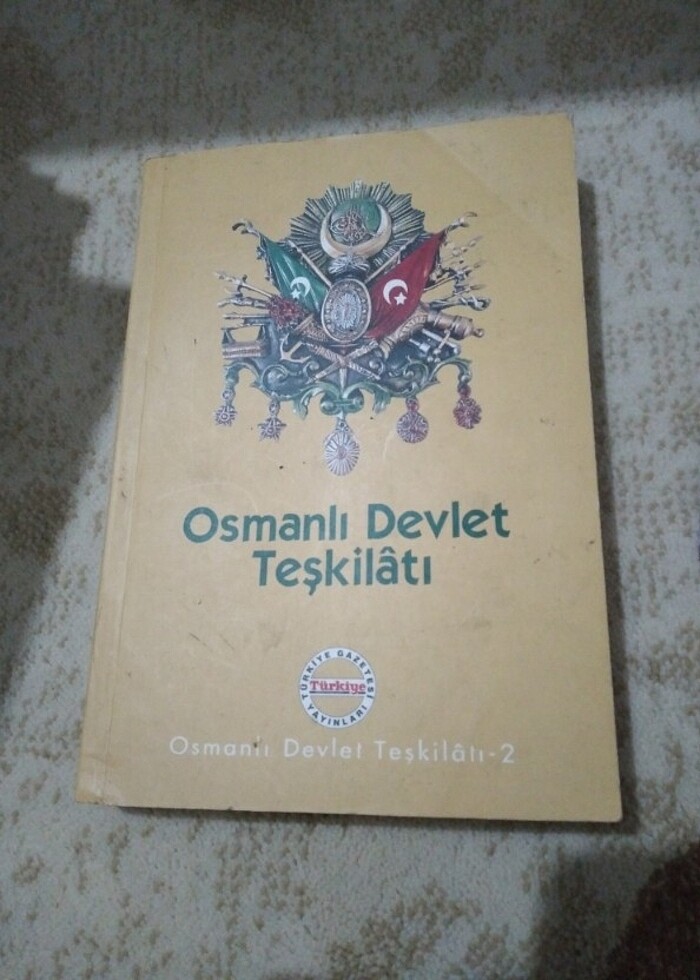 Osmanlı Devlet
Teşkilâtı
TÜRKİYE GAZETESİ
Türkiye
YAYINLARI
Osmanlı Devlet Teşkilâtı-2